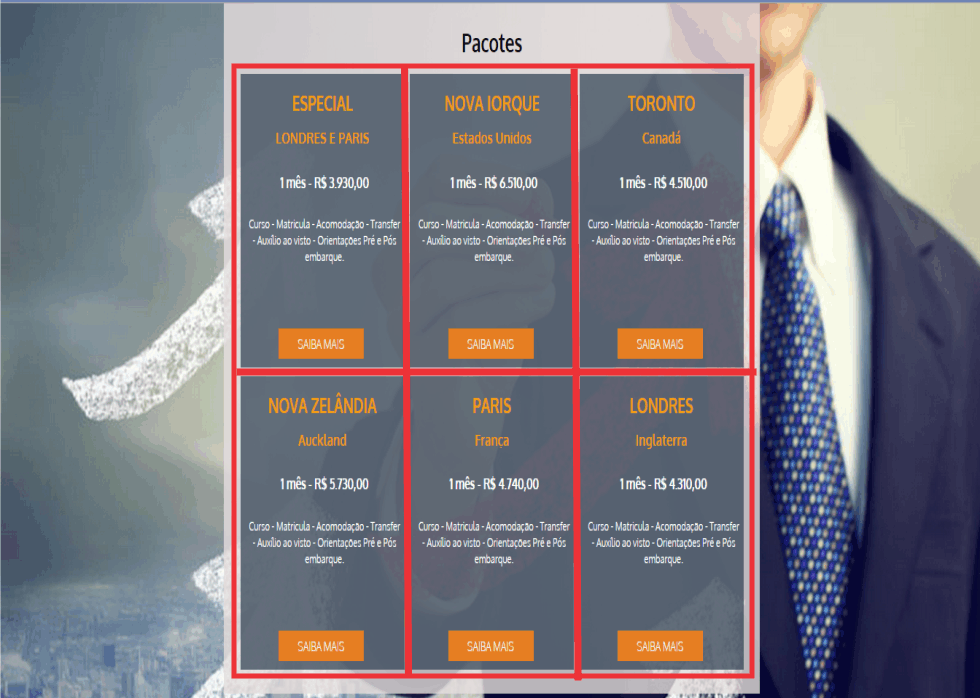 Pacotes
ESPECIAL
LONDRES E PARIS
1 mês - R$ 3.930,00
Curso - Matricula - Acomodação - Transfer
- Auxílio ao visto - Orientações Pré e Pós
embarque.
SAIBA MAIS
NOVA IORQUE
Estados Unidos
1 mês - R$ 6.510,00
Curso - Matricula - Acomodação - Transfer
- Auxílio ao visto - Orientações Pré e Pós
embarque.
SAIBA MAIS
TORONTO
Canadá
1 mês - R$ 4.510,00
Curso - Matricula - Acomodação - Transfer
- Auxílio ao visto - Orientações Pré e Pós
embarque.
SAIBA MAIS
NOVA ZELÂNDIA
Auckland
1 mês - R$ 5.730,00
Curso - Matricula - Acomodação - Transfer
- Auxílio ao visto - Orientações Pré e Pós
embarque.
SAIBA MAIS
PARIS
Franca
1 mês - R$ 4.740,00
Curso - Matricula - Acomodação - Transfer
- Auxílio ao visto - Orientações Pré e Pós
embarque.
SAIBA MAIS
LONDRES
Inglaterra
1 mês - R$ 4.310,00
Curso - Matricula - Acomodação - Transfer
- Auxílio ao visto - Orientações Pré e Pós
embarque.
SAIBA MAIS